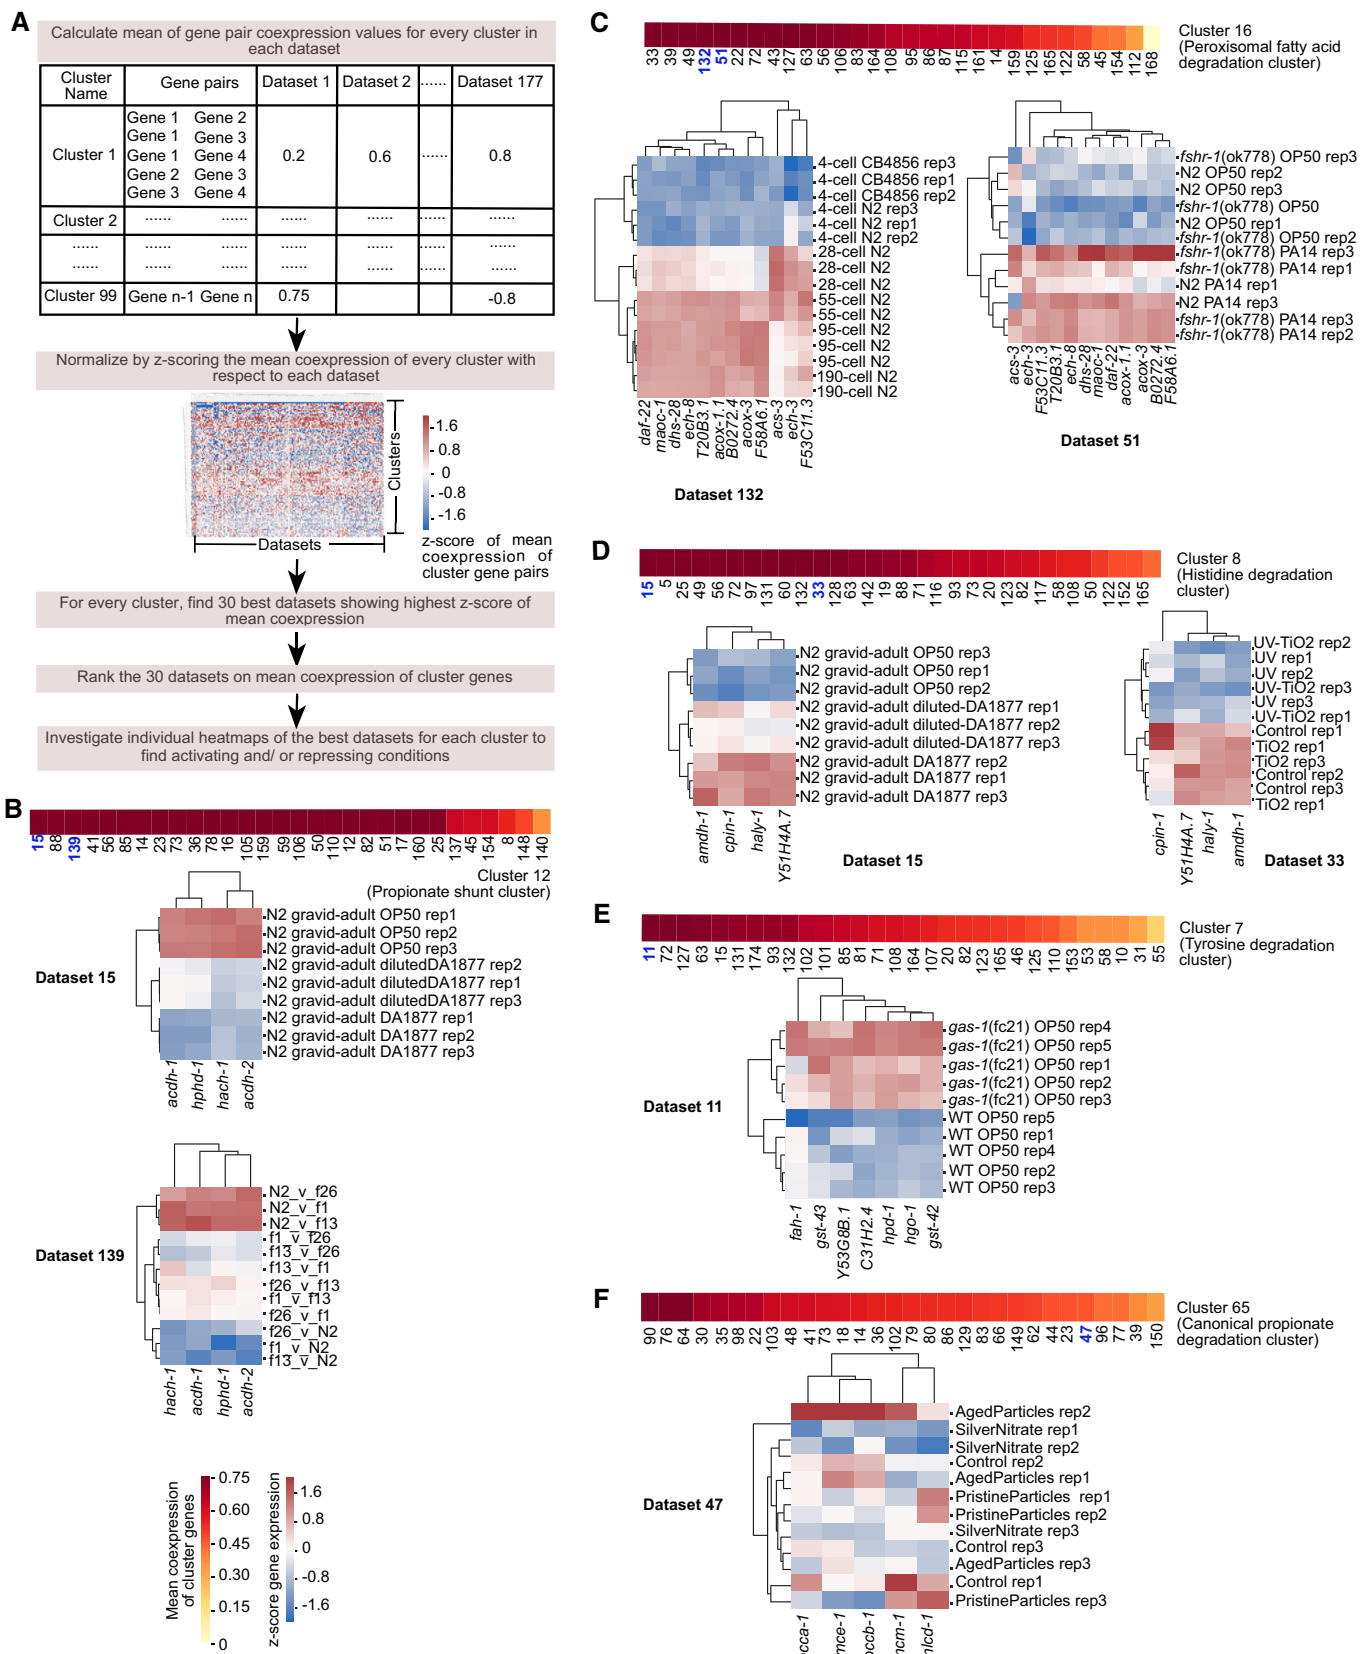 A
Calculate mean of gene pair coexpression values for every cluster in
each dataset
Cluster Name Gene pairs Dataset 1 Dataset 2 ...... Dataset 177
Cluster 1
Gene 1 Gene 2
Gene 1 Gene 3
Gene 1 Gene 4
Gene 2 Gene 3
Gene 3 Gene 4
0.2 0.6 ...... 0.8
Cluster 2 ...... ...... ...... ...... ...... ......
...... ...... ...... ...... ...... ...... ......
...... ...... ...... ...... ...... ...... ......
Cluster 99 Gene n-1 Gene n 0.75 -0.8
Normalize by z-scoring the mean coexpression of every cluster with
respect to each dataset
Clusters
Datasets
1.6
0.8
0
-0.8
-1.6
z-score of mean
coexpression of
cluster gene pairs
For every cluster, find 30 best datasets showing highest z-score of
mean coexpression
Rank the 30 datasets on mean coexpression of cluster genes
Investigate individual heatmaps of the best datasets for each cluster to
find activating and/ or repressing conditions
B
15 88 139 41 56 85 14 23 73 36 78 16 105 159 59 106 50 110 12 82 51 17 160 25 137 45 154 8 148 140
Cluster 12
(Propionate shunt cluster)
Dataset 15
N2 gravid-adult OP50 rep1
N2 gravid-adult OP50 rep2
N2 gravid-adult OP50 rep3
N2 gravid-adult dilutedDA1877 rep2
N2 gravid-adult dilutedDA1877 rep1
N2 gravid-adult dilutedDA1877 rep3
N2 gravid-adult DA1877 rep1
N2 gravid-adult DA1877 rep2
N2 gravid-adult DA1877 rep3
acdh-1 hphd-1 hach-1 acdh-2
Dataset 139
N2_v_f26
N2_v_f1
N2_v_f13
f1_v_f26
f13_v_f26
f13_v_f1
f26_v_f13
f1_v_f13
f26_v_f1
f26_v_N2
f1_v_N2
f13_v_N2
hach-1 acdh-1 hphd-1 acdh-2
Mean coexpression
of cluster genes
0.75
0.60
0.45
0.30
0.15
0
z-score gene expression
1.6
0.8
0
-0.8
-1.6
C
33 39 49 132 51 22 72 43 127 63 56 106 83 164 108 95 86 87 115 161 14 159 125 165 122 58 45 154 112 168
Cluster 16
(Peroxisomal fatty acid
degradation cluster)
4-cell CB4856 rep3
4-cell CB4856 rep1
4-cell CB4856 rep2
4-cell N2 rep3
4-cell N2 rep1
4-cell N2 rep2
28-cell N2
28-cell N2
28-cell N2
55-cell N2
55-cell N2
95-cell N2
95-cell N2
95-cell N2
190-cell N2
190-cell N2
daf-22 maoc-1 dhs-28 ech-8 T20B3.1 acox-1.1 B0272.4 acox-3 F58A6.1 acs-3 ech-3 F53C11.3
Dataset 132
fshr-1(ok778) OP50 rep3
N2 OP50 rep2
N2 OP50 rep3
fshr-1(ok778) OP50
N2 OP50 rep1
fshr-1(ok778) OP50 rep2
fshr-1(ok778) PA14 rep3
fshr-1(ok778) PA14 rep1
N2 PA14 rep1
N2 PA14 rep3
fshr-1(ok778) PA14 rep3
fshr-1(ok778) PA14 rep2
acs-3 ech-3 F53C11.3 T20B3.1 ech-8 dhs-28 maoc-1 daf-22 acox-1.1 acox-3 B0272.4 F58A6.1
Dataset 51
D
15 5 25 49 56 72 97 131 60 132 33 128 63 142 19 88 71 116 93 73 20 123 82 117 58 108 50 122 152 165
Cluster 8
(Histidine degradation
cluster)
N2 gravid-adult OP50 rep3
N2 gravid-adult OP50 rep1
N2 gravid-adult OP50 rep2
N2 gravid-adult diluted-DA1877 rep1
N2 gravid-adult diluted-DA1877 rep2
N2 gravid-adult diluted-DA1877 rep3
N2 gravid-adult DA1877 rep2
N2 gravid-adult DA1877 rep1
N2 gravid-adult DA1877 rep3
amdh-1 cpin-1 haly-1 Y51H4A.7
Dataset 15
UV-TiO2 rep2
UV rep1
UV rep2
UV-TiO2 rep3
UV rep3
UV-TiO2 rep1
Control rep1
TiO2 rep1
TiO2 rep3
Control rep2
Control rep3
TiO2 rep1
cpin-1 Y51H4A.7 haly-1 amdh-1
Dataset 33
E
11 72 127 63 15 131 174 93 132 102 101 85 81 71 108 164 107 20 82 123 165 46 125 110 153 53 58 10 31 55
Cluster 7
(Tyrosine degradation
cluster)
Dataset 11
gas-1(fc21) OP50 rep4
gas-1(fc21) OP50 rep5
gas-1(fc21) OP50 rep1
gas-1(fc21) OP50 rep2
gas-1(fc21) OP50 rep3
WT OP50 rep5
WT OP50 rep1
WT OP50 rep4
WT OP50 rep2
WT OP50 rep3
fah-1 gst-43 Y53G8B.1 C31H2.4 hpd-1 hgo-1 gst-42
F
90 76 64 30 35 98 22 103 48 41 73 18 14 36 102 79 80 86 129 83 66 149 62 44 23 47 96 77 39 150
Cluster 65
(Canonical propionate
degradation cluster)
Dataset 47
AgedParticles rep2
SilverNitrate rep1
SilverNitrate rep2
Control rep2
AgedParticles rep1
PristineParticles rep1
PristineParticles rep2
SilverNitrate rep3
Control rep3
AgedParticles rep3
Control rep1
PristineParticles rep3
mce-1